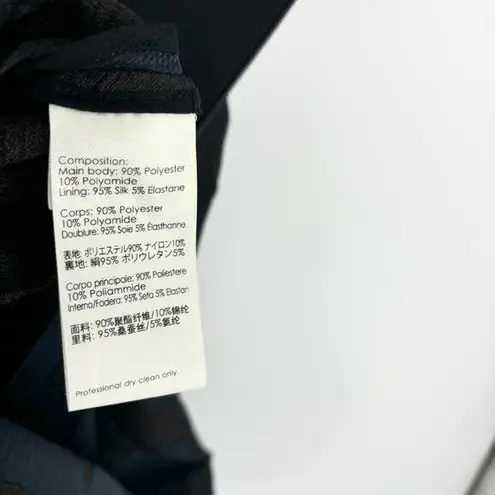 Composition:
Main body: 90% Polyester
10% Polyamide
Lining: 95% Silk 5% Elastane
Corps: 90% Polyester
10% Polyamide
Doublure: 95% Soie 5% Élasthanne
表地: ポリエステル90% ナイロン10%
裏地: 絹95% ポリウレタン5%
Corpo principale: 90% Poliestere
10% Poliammide
Interno/Fodera: 95% Seta 5% Elastan
面料: 90%聚酯纤维/10%锦纶
里料: 95%桑蚕丝/5%氨纶
Professional dry clean only.